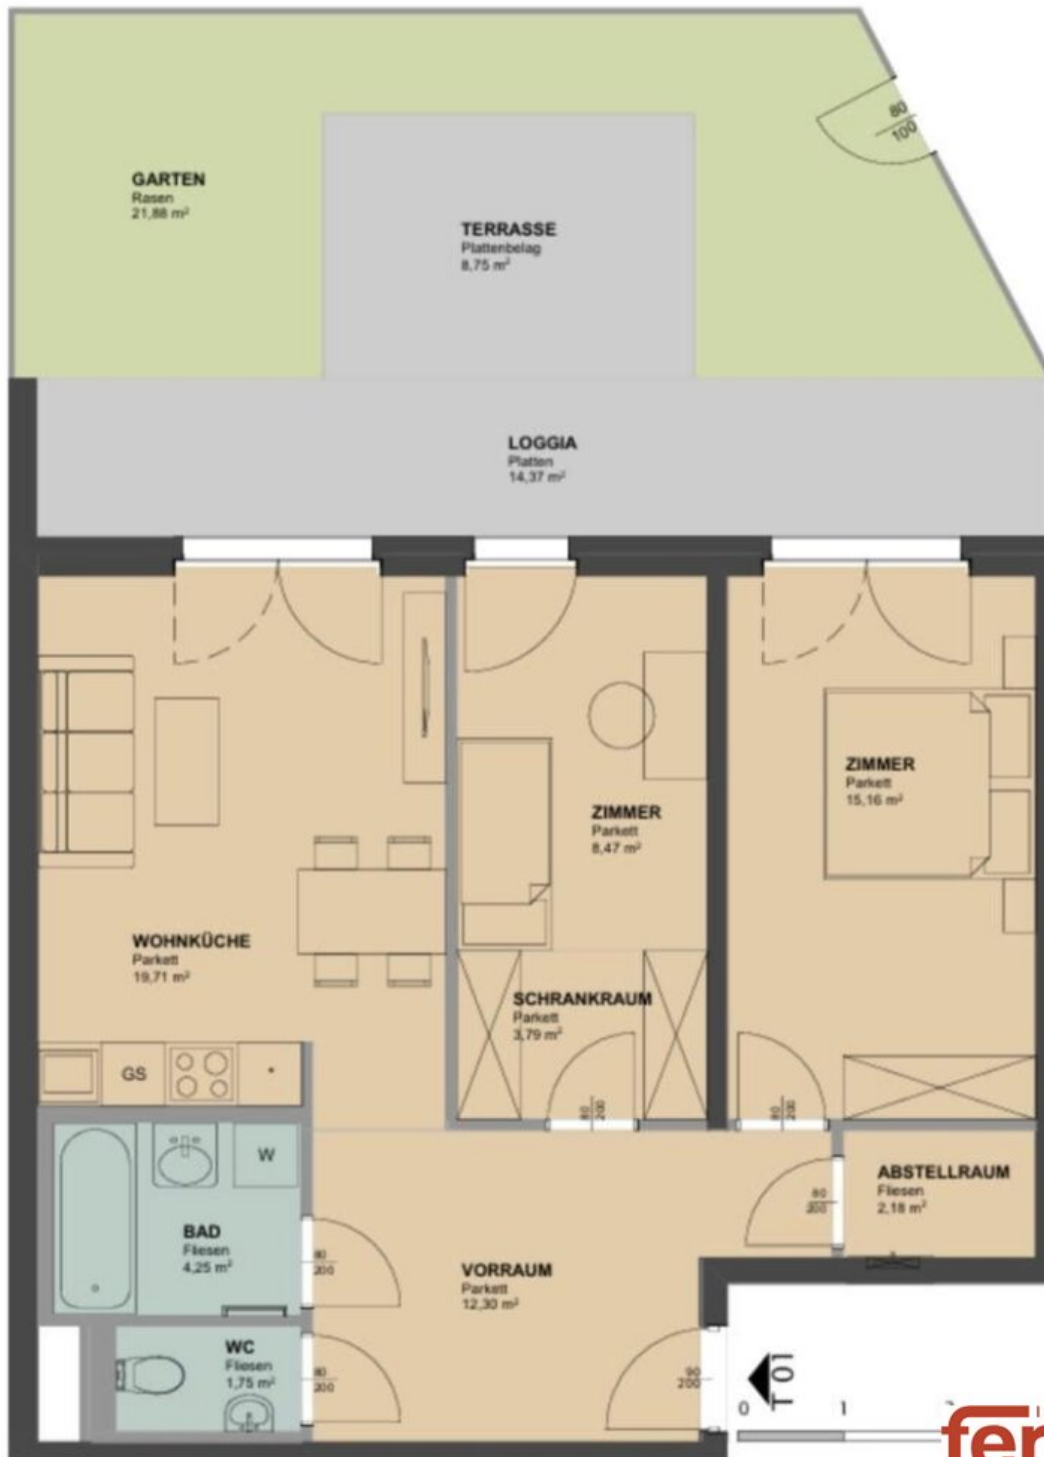 80
100
GARTEN
Rasen
21,88 m²
TERRASSE
Plattenbelag
8,75 m²
LOGGIA
Platten
14,37 m²
ZIMMER
Parkett
15,16 m²
ZIMMER
Parkett
8,47 m²
WOHNKÜCHE
Parkett
19,71 m²
SCHRANKRAUM
Parkett
3,79 m²
GS
80
200
80
200
W
ABSTELLRAUM
Fliesen
2,18 m²
80
200
BAD
Fliesen
4,25 m²
80
200
VORRAUM
Parkett
12,30 m²
WC
Fliesen
1,75 m²
80
200
90
200
T 01
0 1
fer